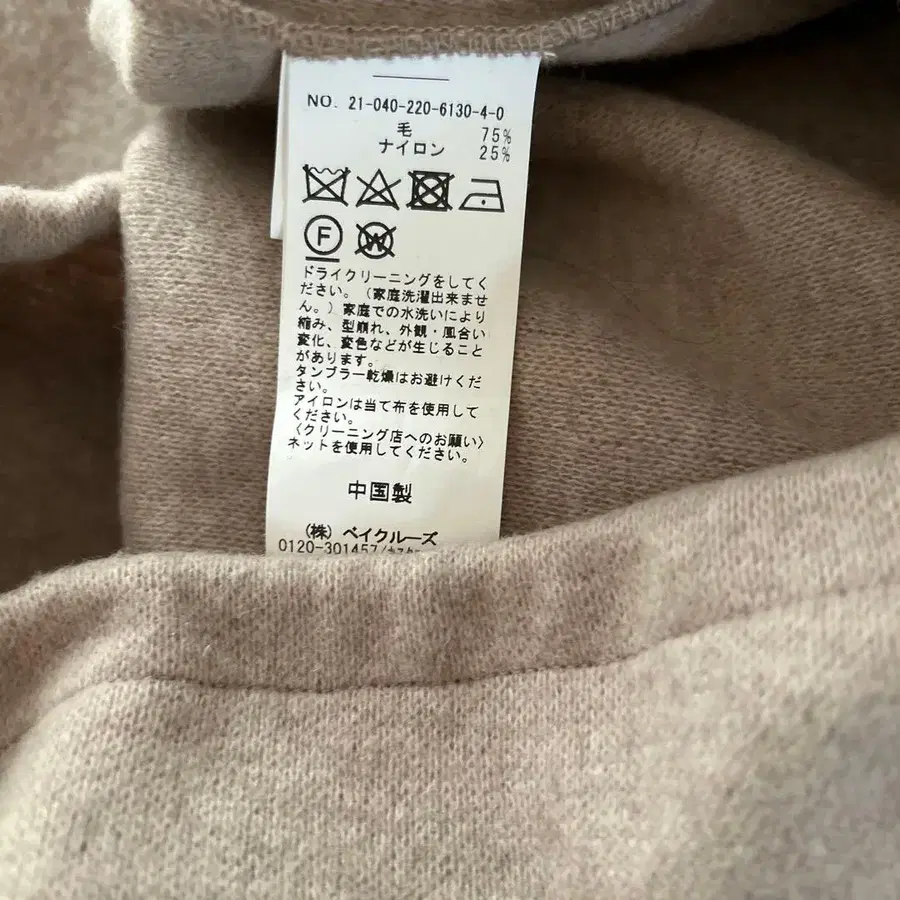 NO. 21-040-220-6130-4-0
毛 75%
ナイロン 25%
F
W
ドライクリーニングをしてく
ださい。(家庭洗濯出来ませ
ん。)家庭での水洗いにより
縮み、型崩れ、外観・風合い
変化、変色などが生じること
があります。
タンブラー乾燥はお避けくだ
さい。
アイロンは当て布を使用して
ください。
〈クリーニング店へのお願い〉
ネットを使用してください。
中国製
(株) ベイクルーズ
0120-301457